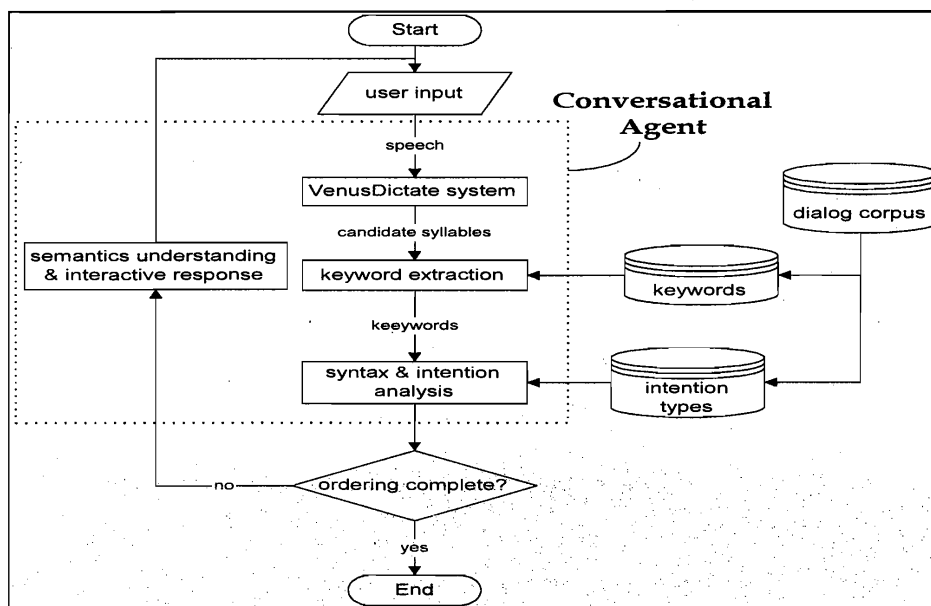 Start
user input
Conversational
Agent
speech
VenusDictate system
dialog corpus
candidate syllables
semantics understanding
& interactive response
keyword extraction
keywords
keeywords
syntax & intention
analysis
intention
types
no
ordering complete?
yes
End